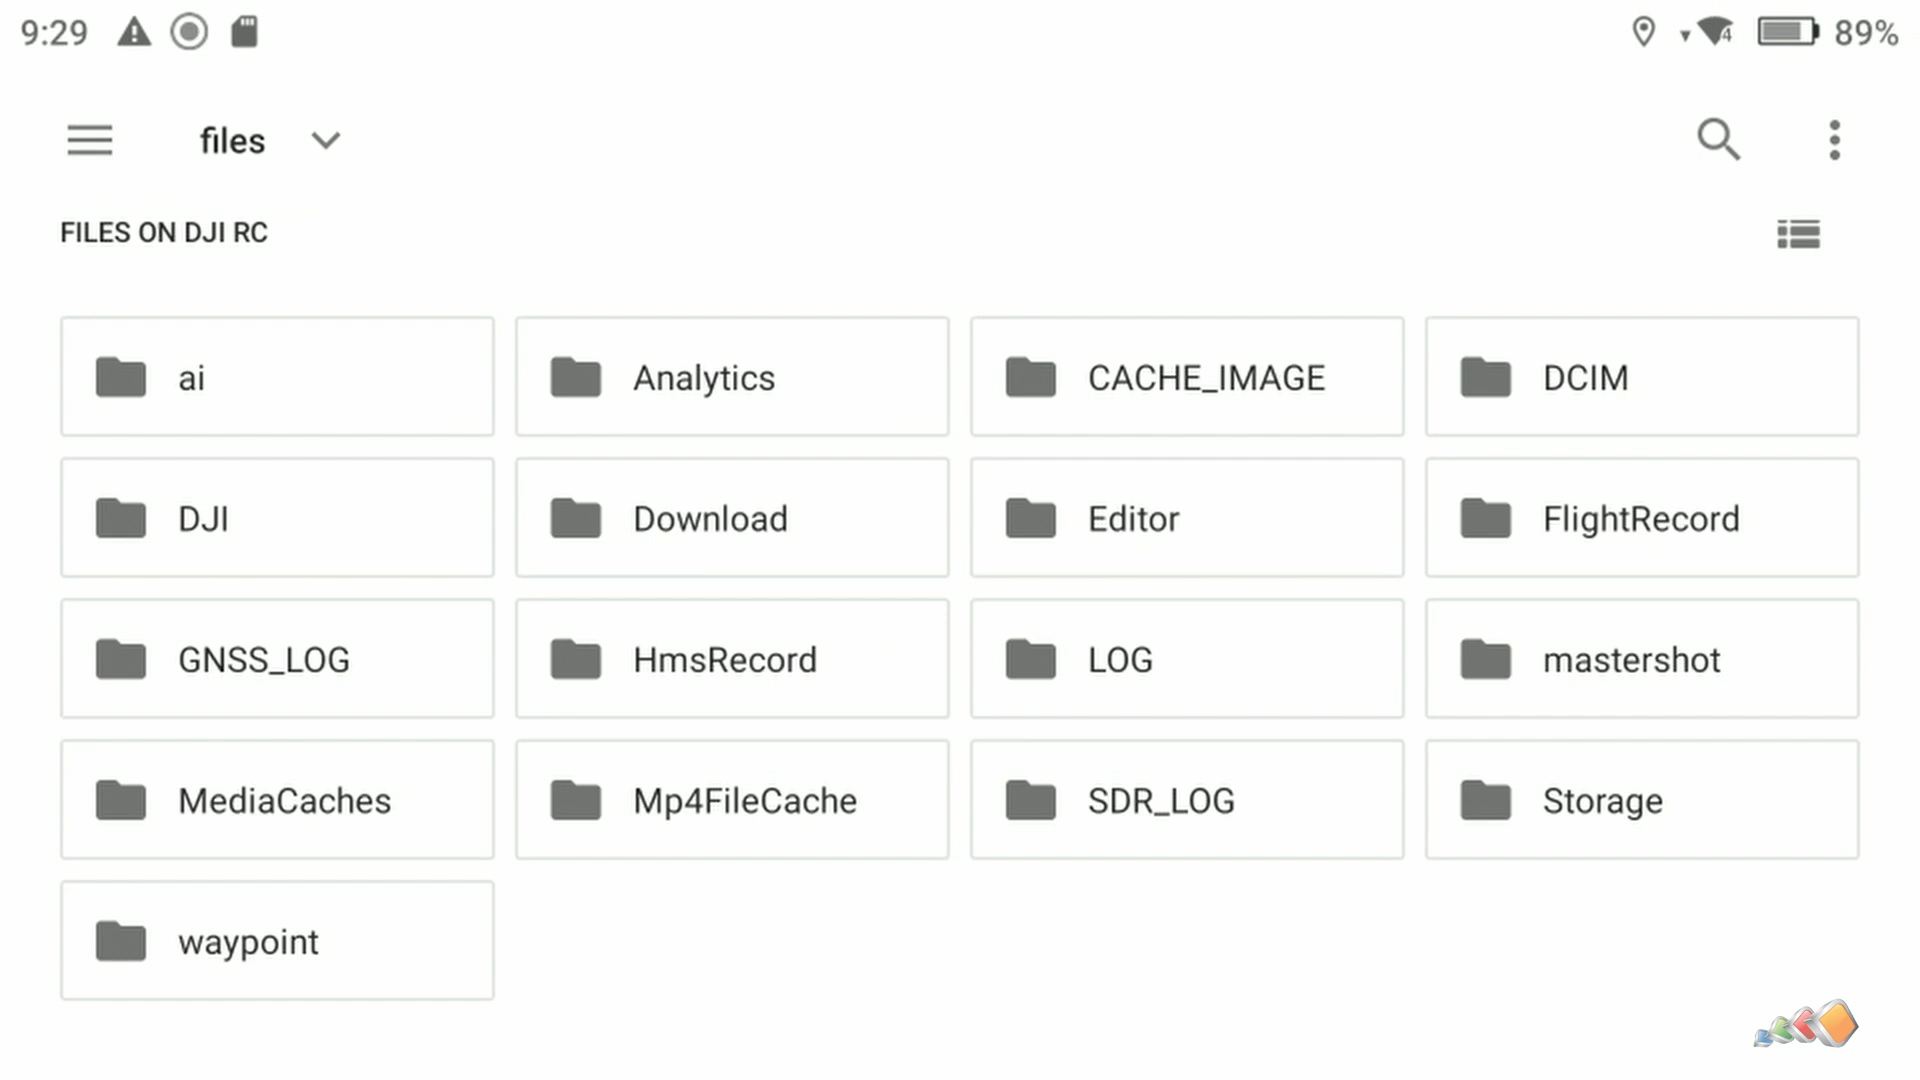 9:29
4 89%
files
FILES ON DJI RC
ai Analytics CACHE_IMAGE DCIM
DJI Download Editor FlightRecord
GNSS_LOG HmsRecord LOG mastershot
MediaCaches Mp4FileCache SDR_LOG Storage
waypoint